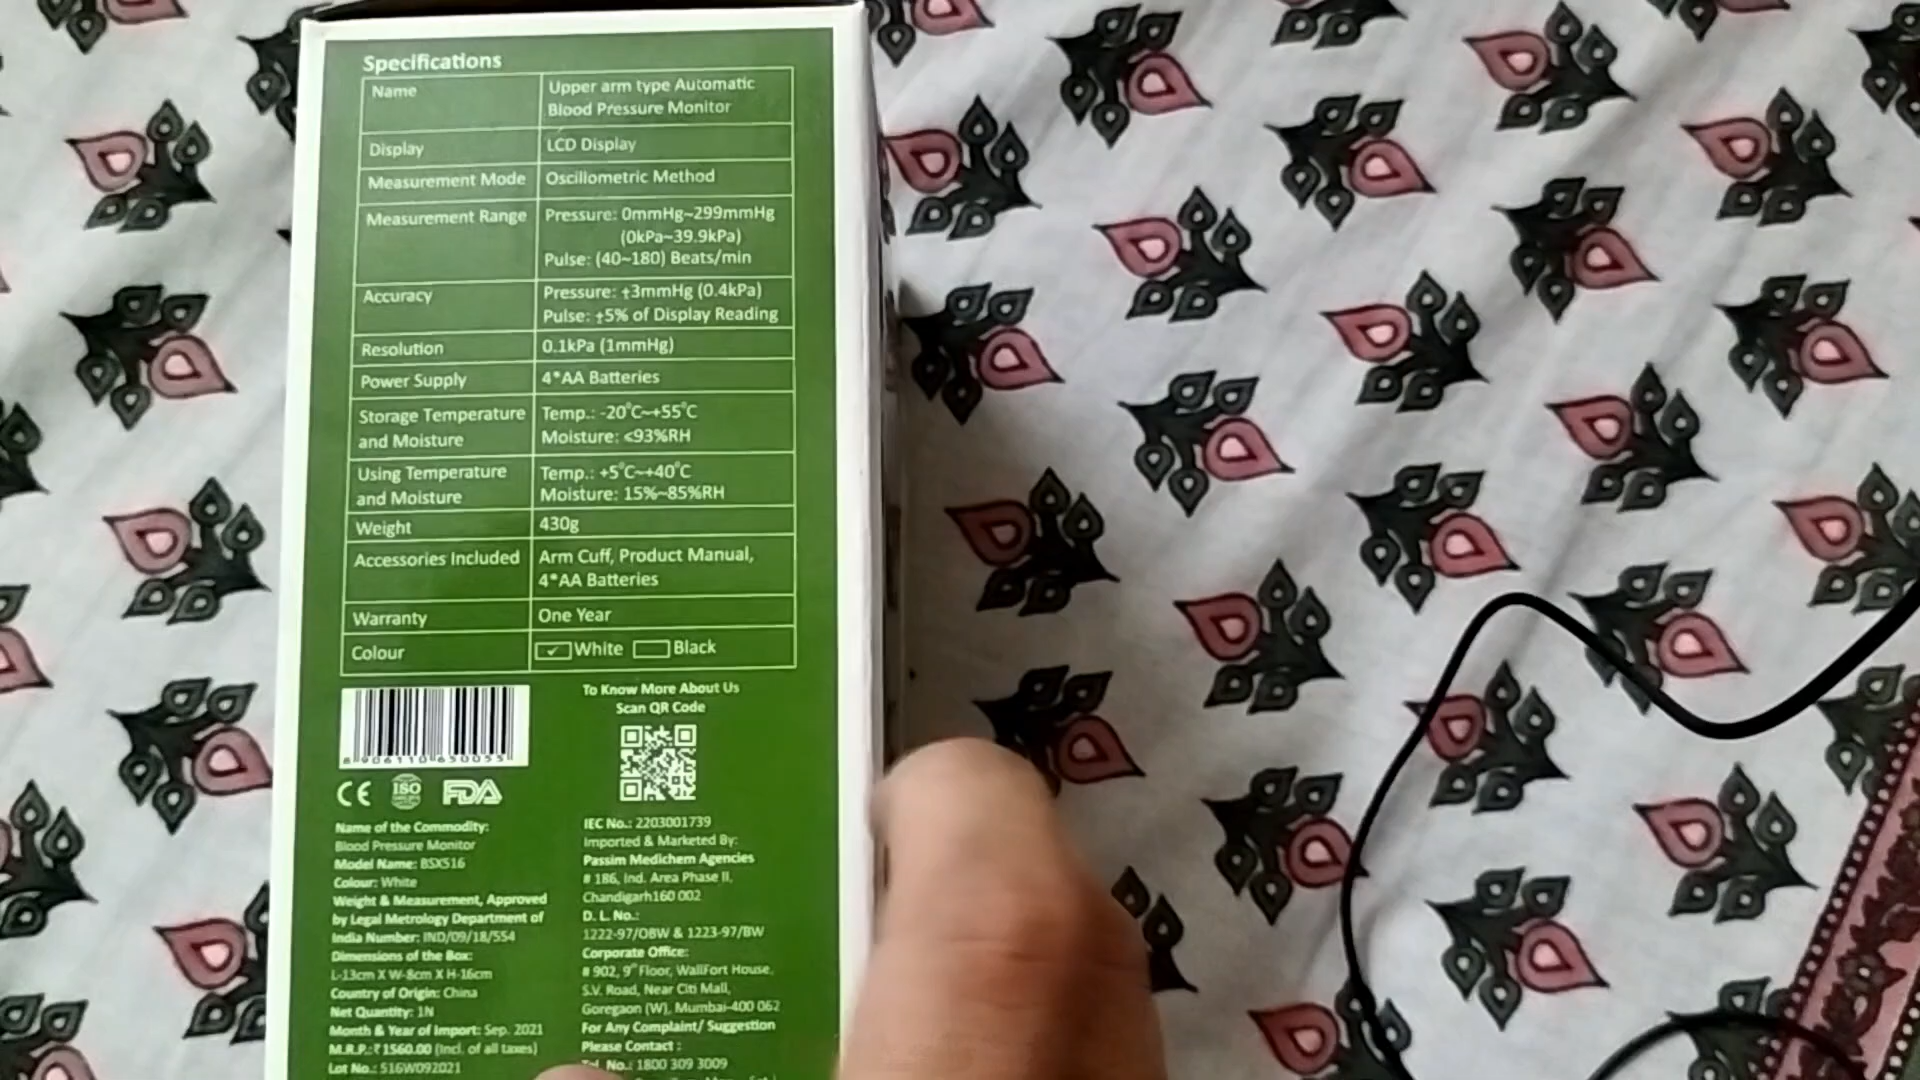 Specifications
Name Upper arm type Automatic
Blood Pressure Monitor
Display LCD Display
Measurement Mode Oscillometric Method
Measurement Range Pressure: 0mmHg~299mmHg
(0kPa~39.9kPa)
Pulse: (40~180) Beats/min
Accuracy Pressure: ±3mmHg (0.4kPa)
Pulse: ±5% of Display Reading
Resolution 0.1kPa (1mmHg)
Power Supply 4*AA Batteries
Storage Temperature Temp.: -20°C~+55°C
and Moisture Moisture: ≤93%RH
Using Temperature Temp.: +5°C~+40°C
and Moisture Moisture: 15%~85%RH
Weight 430g
Accessories Included Arm Cuff, Product Manual,
4*AA Batteries
Warranty One Year
Colour ✓ White Black
8 906110 650055
CE ISO FDA
Name of the Commodity:
Blood Pressure Monitor
Model Name: BSX516
Colour: White
Weight & Measurement, Approved
by Legal Metrology Department of
India Number: IND/09/18/554
Dimensions of the Box:
L-13cm X W-8cm X H-16cm
Country of Origin: China
Net Quantity: 1N
Month & Year of Import: Sep. 2021
M.R.P.:₹1560.00 (Incl. of all taxes)
Lot No.: 516W092021
To Know More About Us
Scan QR Code
IEC No.: 2203001739
Imported & Marketed By:
Passim Medichem Agencies
# 186, Ind. Area Phase II,
Chandigarh160 002
D. L. No.:
1222-97/OBW & 1223-97/BW
Corporate Office:
# 902, 9th Floor, WallFort House,
S.V. Road, Near Citi Mall,
Goregaon (W), Mumbai-400 062
For Any Complaint/ Suggestion
Please Contact :
Tel. No.: 1800 309 3009